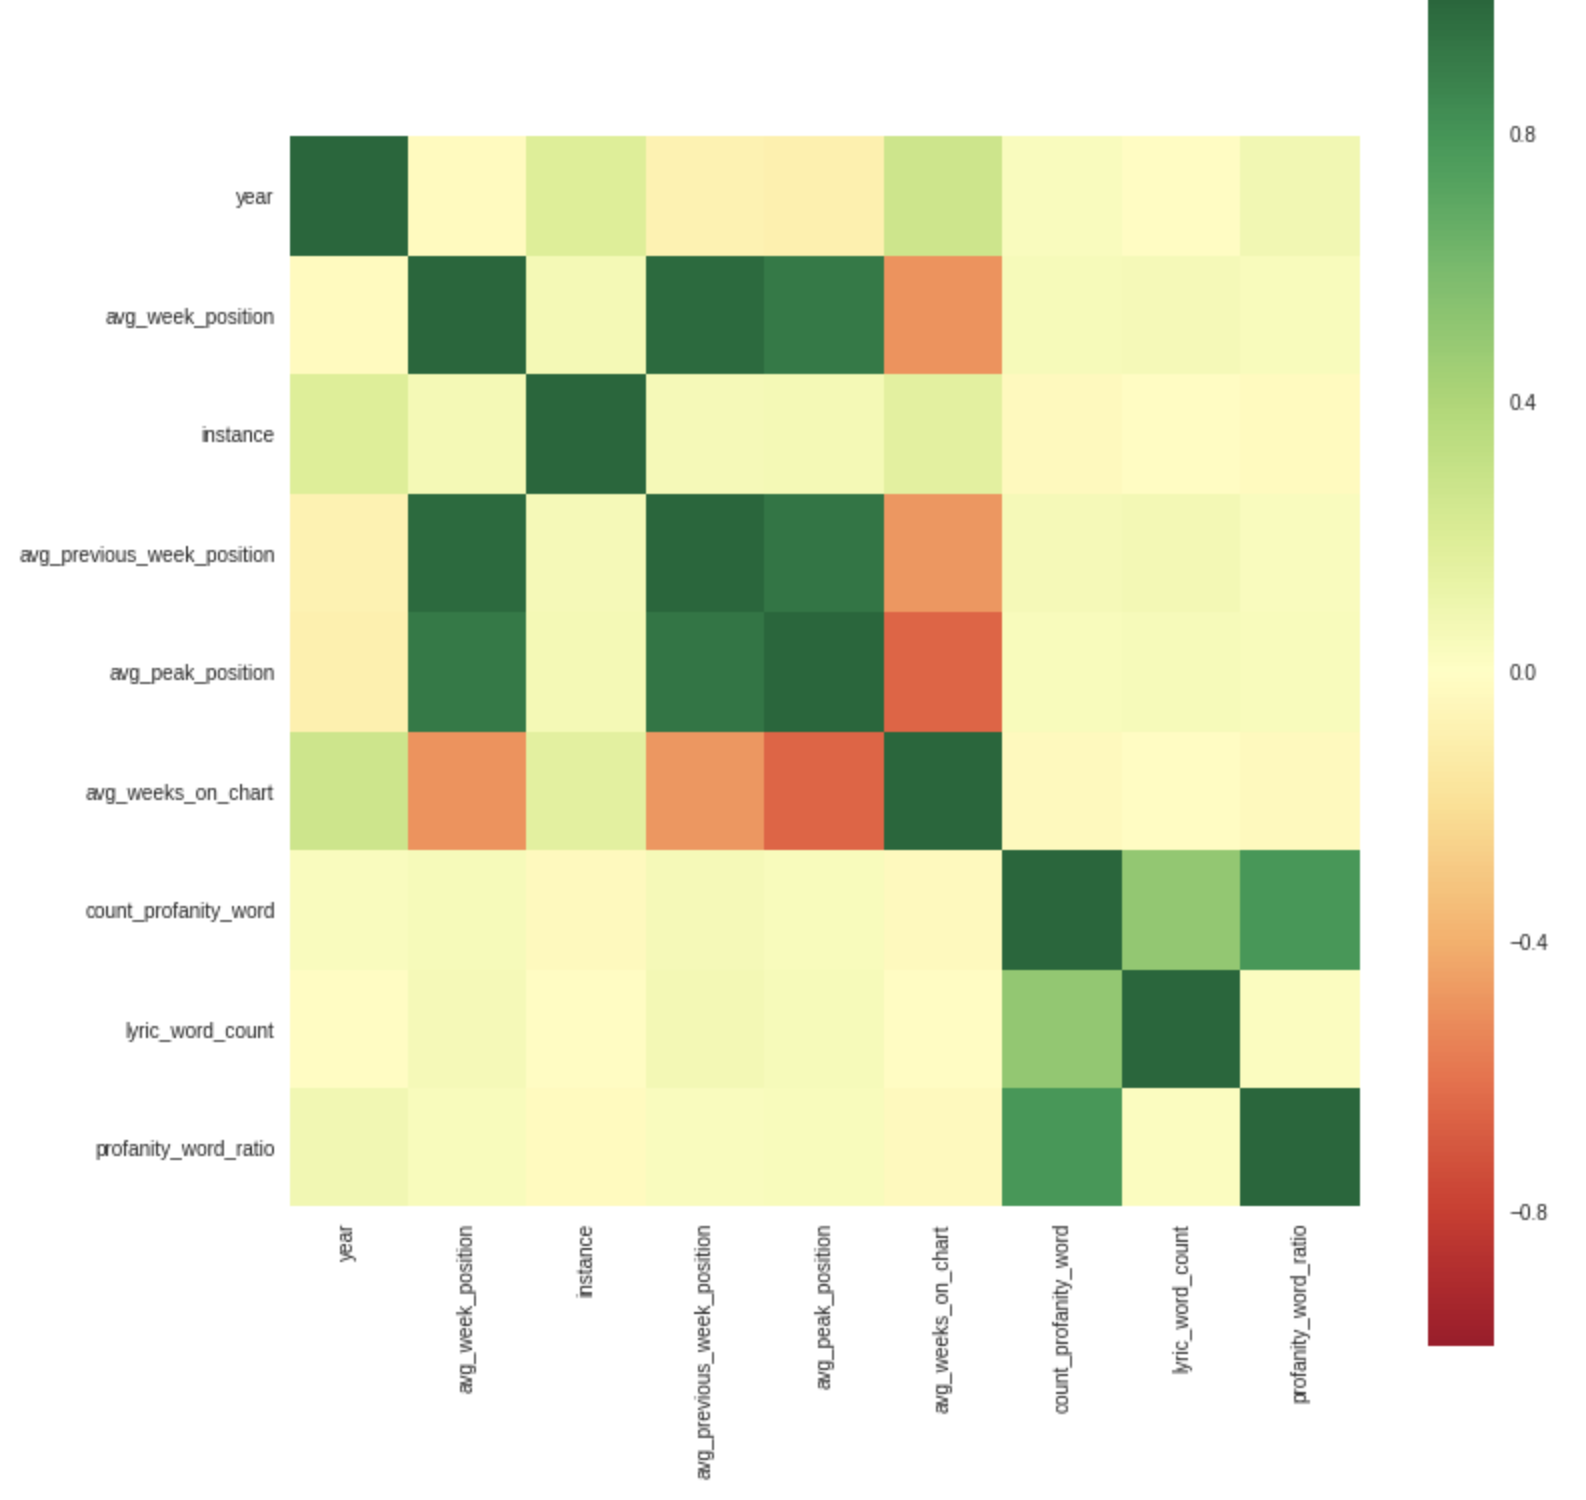 year
avg_week_position
instance
avg_previous_week_position
avg_peak_position
avg_weeks_on_chart
count_profanity_word
lyric_word_count
profanity_word_ratio
year
avg_week_position
instance
avg_previous_week_position
avg_peak_position
avg_weeks_on_chart
count_profanity_word
lyric_word_count
profanity_word_ratio
0.8
0.4
0.0
−0.4
−0.8